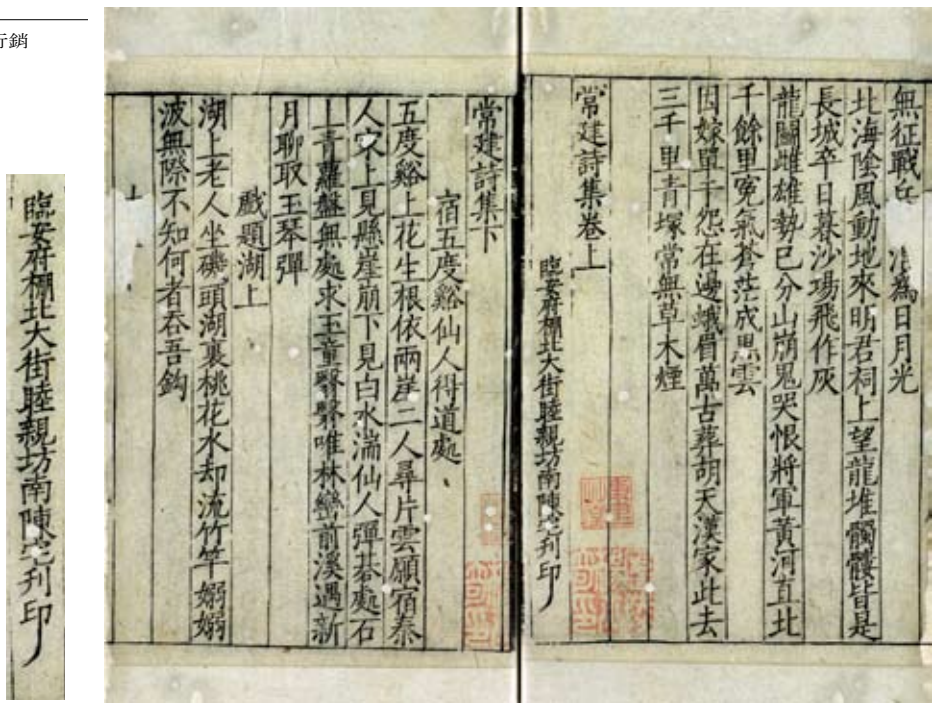 行銷
臨安府棚北大街睦親坊南陳宅刊印
無征戰兵 為日月光
北海陰風動地來明君祠上望龍堆髑髏皆是
長城卒日暮沙場飛作灰
龍鬬雌雄勢已分山崩鬼哭恨將軍黃河直北
千餘里寃氣蒼茫成黑雲
因嫁單于怨在邊蛾眉萬古葬胡天漢家此去
三千里青塚常無草木煙
常建詩集卷上
臨安府棚北大街睦親坊南陳宅刊印
常建詩集下
宿五度谿仙人得道處
五度谿上花生根依兩崖二人尋片雲願宿秦
人家上見懸崖崩下見白水湍仙人彈棊處石
上青蘿盤無處求玉童翳翳唯林巒前溪遇新
月聊取玉琴彈
戲題湖上
湖上老人坐磯頭湖裏桃花水却流竹竿嫋嫋
波無際不知何者吞吾鈎